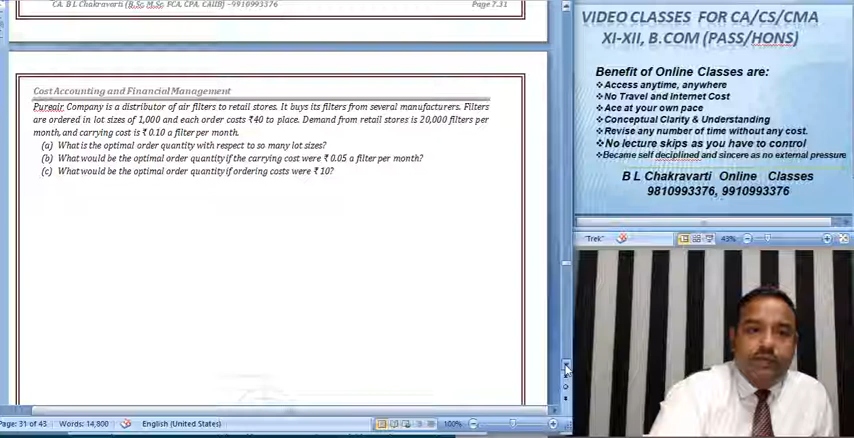 CA. B L Chakravarti (B.Sc, M.Sc, FCA, CPA, CAIIB) -9910993376 Page 7.31
Cost Accounting and Financial Management
Pureair Company is a distributor of air filters to retail stores. It buys its filters from several manufacturers. Filters
are ordered in lot sizes of 1,000 and each order costs ₹40 to place. Demand from retail stores is 20,000 filters per
month, and carrying cost is ₹ 0.10 a filter per month.
(a) What is the optimal order quantity with respect to so many lot sizes?
(b) What would be the optimal order quantity if the carrying cost were ₹ 0.05 a filter per month?
(c) What would be the optimal order quantity if ordering costs were ₹ 10?
Page: 31 of 43 Words: 14,800 English (United States) 100%
VIDEO CLASSES FOR CA/CS/CMA
XI-XII, B.COM (PASS/HONS)
Benefit of Online Classes are:
❖Access anytime, anywhere
❖No Travel and Internet Cost
❖Ace at your own pace
❖Conceptual Clarity & Understanding
❖Revise any number of time without any cost.
❖No lecture skips as you have to control
❖Became self deciplined and sincere as no external pressure
B L Chakravarti Online Classes
9810993376, 9910993376
"Trek" 43%